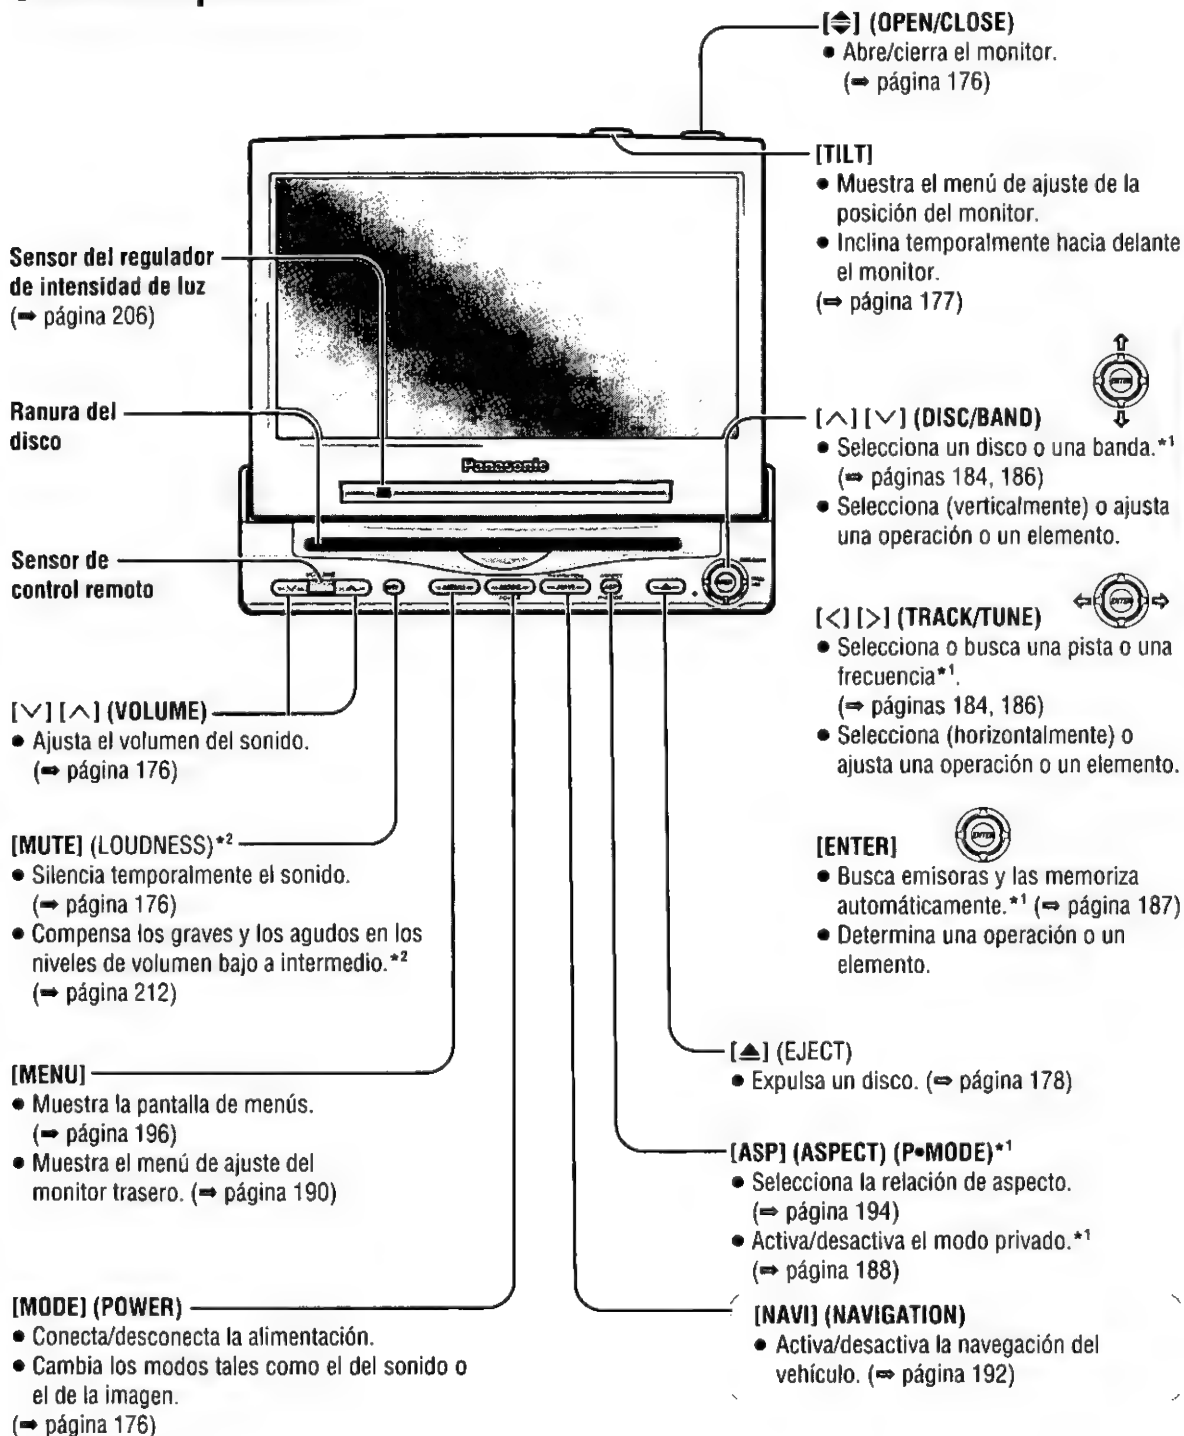 [⏏] (OPEN/CLOSE)
● Abre/cierra el monitor.
(➡ página 176)
[TILT]
● Muestra el menú de ajuste de la
posición del monitor.
● Inclina temporalmente hacia delante
el monitor.
(➡ página 177)
Sensor del regulador
de intensidad de luz
(➡ página 206)
Ranura del
disco
Sensor de
control remoto
Panasonic
[∧] [∨] (DISC/BAND)
● Selecciona un disco o una banda.*1
(➡ páginas 184, 186)
● Selecciona (verticalmente) o ajusta
una operación o un elemento.
[<] [>] (TRACK/TUNE)
● Selecciona o busca una pista o una
frecuencia*1.
(➡ páginas 184, 186)
● Selecciona (horizontalmente) o
ajusta una operación o un elemento.
[ENTER]
ENTER
● Busca emisoras y las memoriza
automáticamente.*1 (➡ página 187)
● Determina una operación o un
elemento.
[∨] [∧] (VOLUME)
● Ajusta el volumen del sonido.
(➡ página 176)
[MUTE] (LOUDNESS)*2
● Silencia temporalmente el sonido.
(➡ página 176)
● Compensa los graves y los agudos en los
niveles de volumen bajo a intermedio.*2
(➡ página 212)
[MENU]
● Muestra la pantalla de menús.
(➡ página 196)
● Muestra el menú de ajuste del
monitor trasero. (➡ página 190)
[MODE] (POWER)
● Conecta/desconecta la alimentación.
● Cambia los modos tales como el del sonido o
el de la imagen.
(➡ página 176)
[⏏] (EJECT)
● Expulsa un disco. (➡ página 178)
[ASP] (ASPECT) (P•MODE)*1
● Selecciona la relación de aspecto.
(➡ página 194)
● Activa/desactiva el modo privado.*1
(➡ página 188)
[NAVI] (NAVIGATION)
● Activa/desactiva la navegación del
vehículo. (➡ página 192)